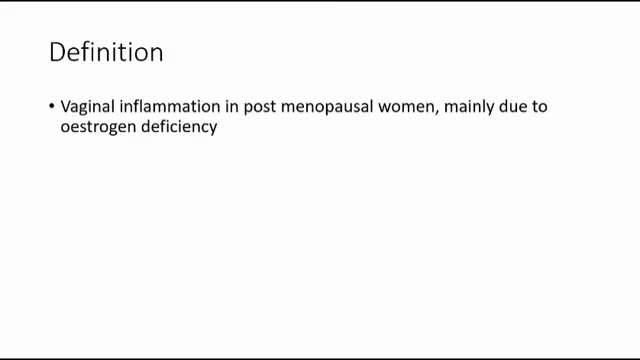 Definition
• Vaginal inflammation in post menopausal women, mainly due to
oestrogen deficiency